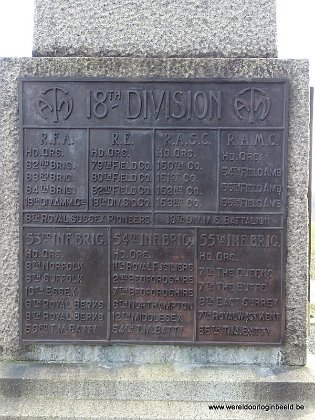 18TH DIVISION
R.F.A.
HD. QRS.
82ND BRIG.
83RD BRIG.
84TH BRIG.
18TH DIV. AM. COL.
R.E.
HD. QRS.
79TH FIELD CO.
80TH FIELD CO.
92ND FIELD CO.
18TH DIV. SIG. CO.
R.A.S.C.
HD. QRS.
150TH CO.
151ST CO.
152ND CO.
153RD CO.
R.A.M.C.
HD. QRS.
54TH FIELD AMB.
55TH FIELD AMB.
56TH FIELD AMB.
8TH ROYAL SUSSEX PIONEERS
18TH DIV. M.G. BATTALION
53RD INF. BRIG.
HD. QRS.
8TH NORFOLK
8TH SUFFOLK
10TH ESSEX
6TH ROYAL BERKS
8TH ROYAL BERKS
53RD T.M. BATTY
54TH INF. BRIG.
HD. QRS.
11TH ROYAL FUSILIERS
2ND BEDFORDSHIRE
7TH BEDFORDSHIRE
6TH NORTHAMPTON
12TH MIDDLESEX
54TH T.M. BATTY
55TH INF. BRIG.
HD. QRS.
7TH THE QUEENS
7TH THE BUFFS
8TH EAST SURREY
7TH ROYAL W. KENT
55TH T.M. BATTY
www.wereldoorloginbeeld.be